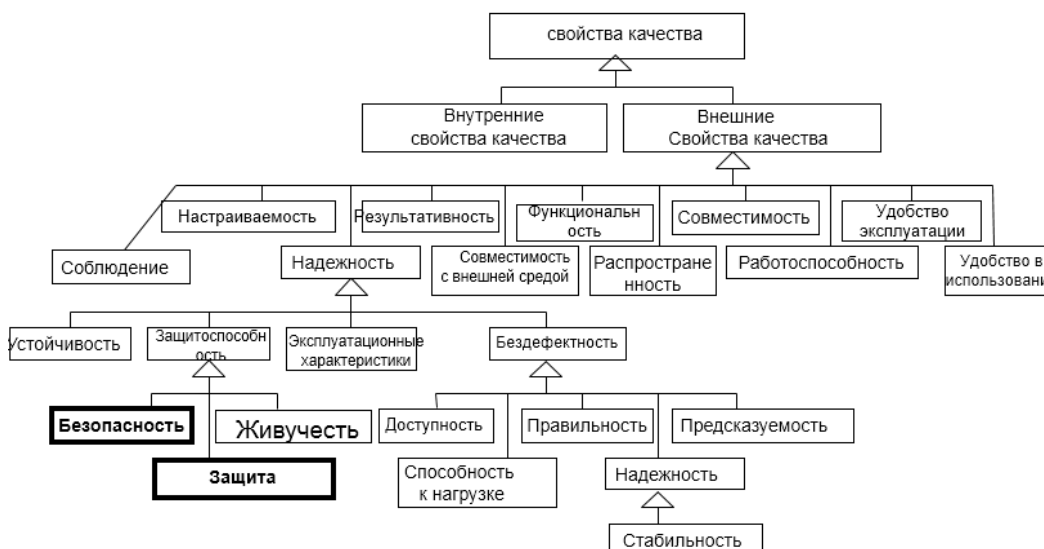 свойства качества
Внутренние
свойства качества
Внешние
Свойства качества
Настраиваемость
Результативность
Функциональн
ость
Совместимость
Удобство
эксплуатации
Соблюдение
Надежность
Совместимость
с внешней средой
Распростране
нность
Работоспособность
Удобство в
использовани
Устойчивость
Защитоспособн
ость
Эксплуатационные
характеристики
Бездефектность
Безопасность
Живучесть
Доступность
Правильность
Предсказуемость
Защита
Способность
к нагрузке
Надежность
Стабильность